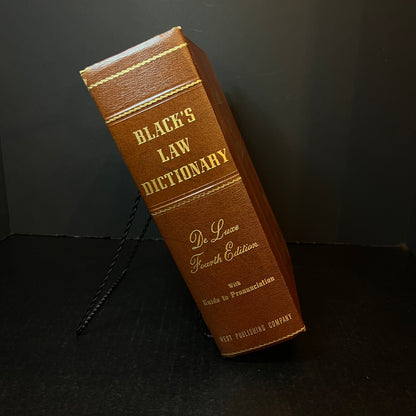 BLACK'S
LAW
DICTIONARY
De Luxe
Fourth Edition
With
Guide to Pronunciation
WEST PUBLISHING COMPANY